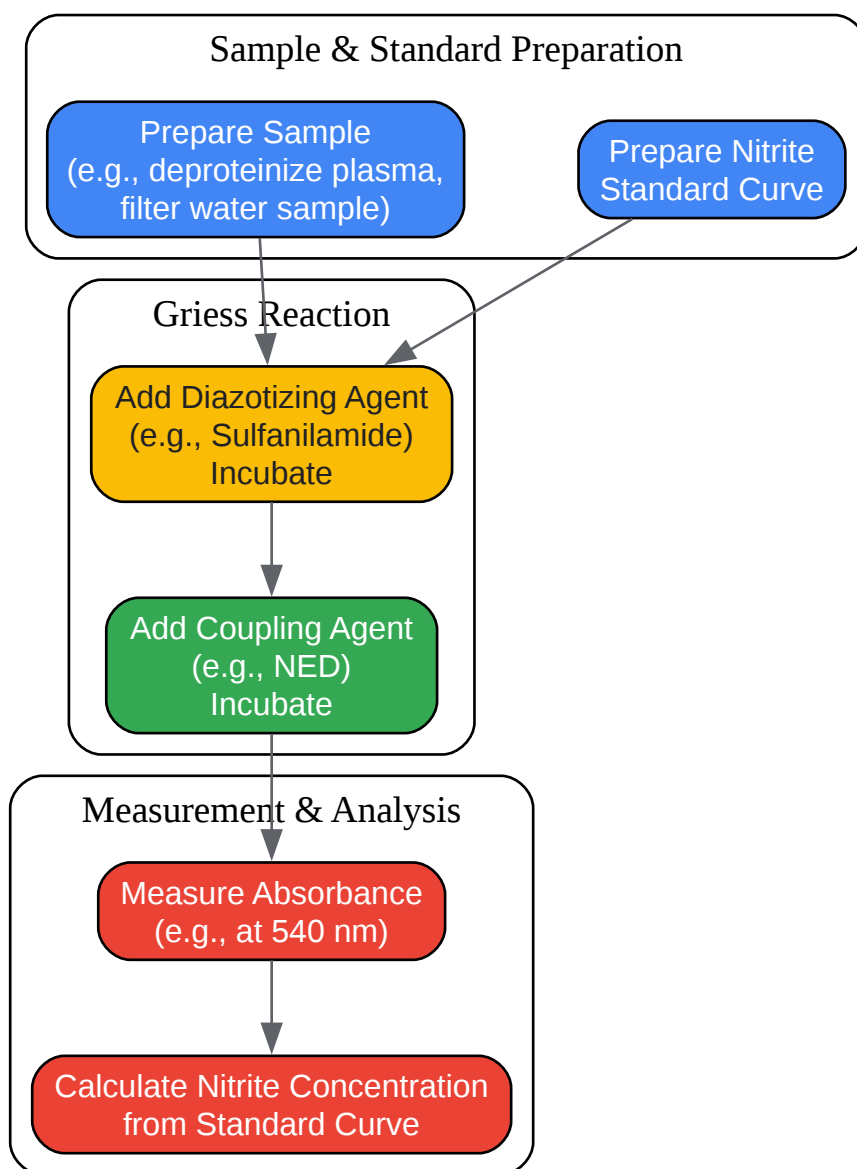 Sample & Standard Preparation
Prepare Sample
(e.g., deproteinize plasma,
filter water sample)
Prepare Nitrite
Standard Curve
Griess Reaction
Add Diazotizing Agent
(e.g., Sulfanilamide)
Incubate
Add Coupling Agent
(e.g., NED)
Incubate
Measurement & Analysis
Measure Absorbance
(e.g., at 540 nm)
Calculate Nitrite Concentration
from Standard Curve